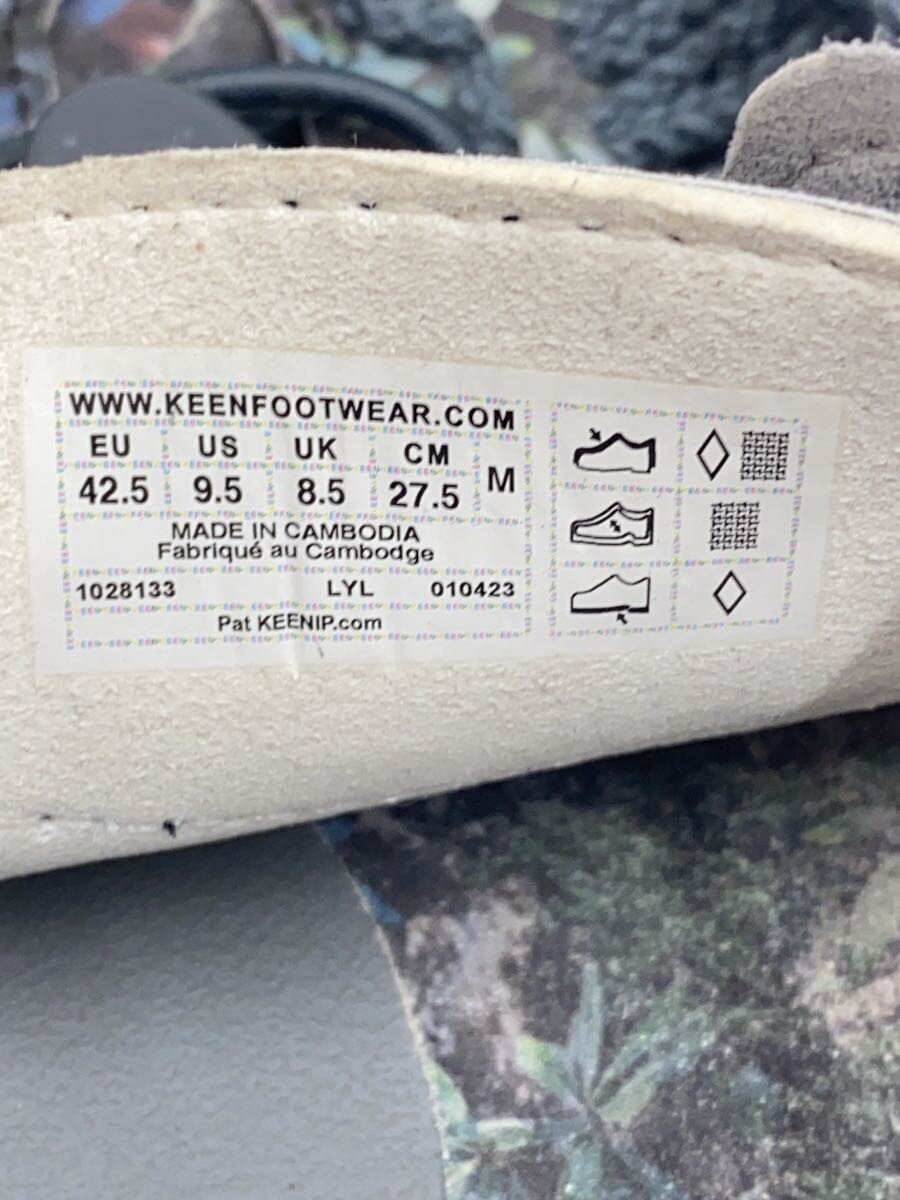 WWW.KEENFOOTWEAR.COM
EU US UK CM M
42.5 9.5 8.5 27.5
MADE IN CAMBODIA
Fabriqué au Cambodge
1028133 LYL 010423
Pat KEENIP.com